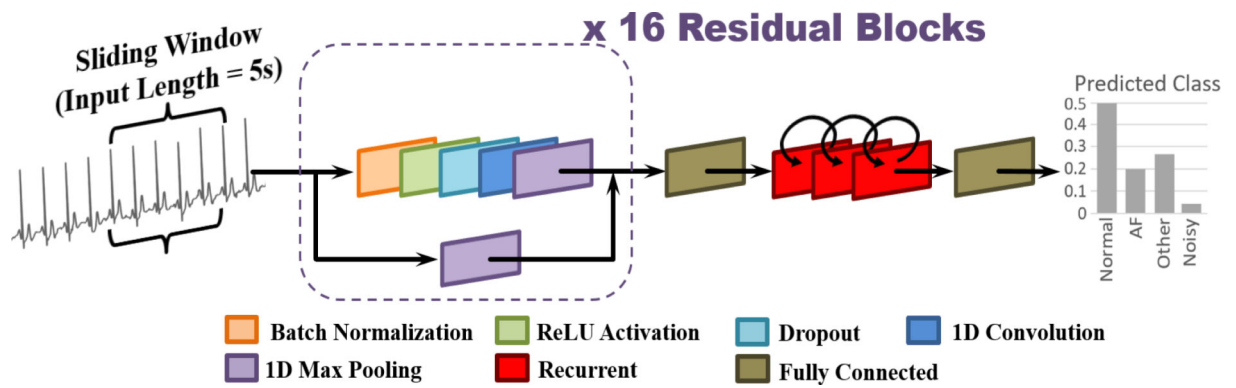 x 16 Residual Blocks
Sliding Window
(Input Length = 5s)
Predicted Class
0.5
0.4
0.3
0.2
0.1
0
Normal
AF
Other
Noisy
Batch Normalization
ReLU Activation
Dropout
1D Convolution
1D Max Pooling
Recurrent
Fully Connected